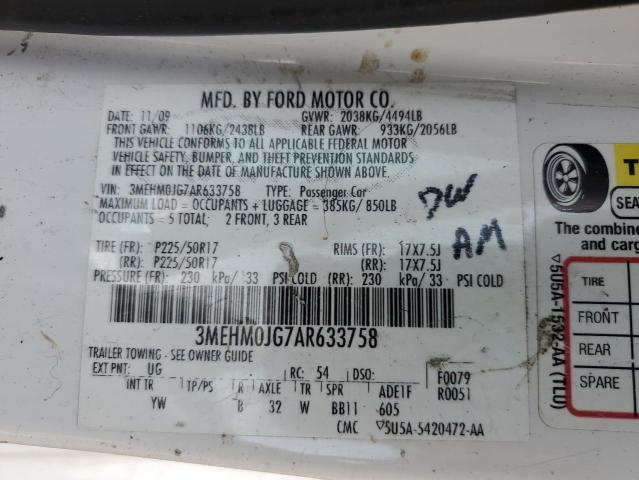 MFD. BY FORD MOTOR CO.
DATE: 11/09 GVWR: 2038KG/4494LB
FRONT GAWR: 1106KG/2438LB REAR GAWR: 933KG/2056LB
THIS VEHICLE CONFORMS TO ALL APPLICABLE FEDERAL MOTOR
VEHICLE SAFETY, BUMPER, AND THEFT PREVENTION STANDARDS
IN EFFECT ON THE DATE OF MANUFACTURE SHOWN ABOVE.
VIN: 3MEHM0JG7AR633758 TYPE: Passenger Car
MAXIMUM LOAD = OCCUPANTS + LUGGAGE = 385KG/ 850LB
OCCUPANTS = 5 TOTAL: 2 FRONT, 3 REAR
DW
AM
TIRE (FR): P225/50R17 RIMS (FR): 17X7.5J
(RR): P225/50R17 (RR): 17X7.5J
PRESSURE (FR): 230 kPa/ 33 PSI COLD (RR): 230 kPa/ 33 PSI COLD
3MEHM0JG7AR633758
TRAILER TOWING - SEE OWNER GUIDE
EXT PNT: UG RC: 54 DSO: F0079
INT TR TP/PS R AXLE TR SPR ADE1F R0051
YW B 32 W BB11 605
CMC 5U5A-5420472-AA
SEA
The combine
and carg
TIRE
FRONT
REAR
SPARE
5U5A-1532-AA (TLU)